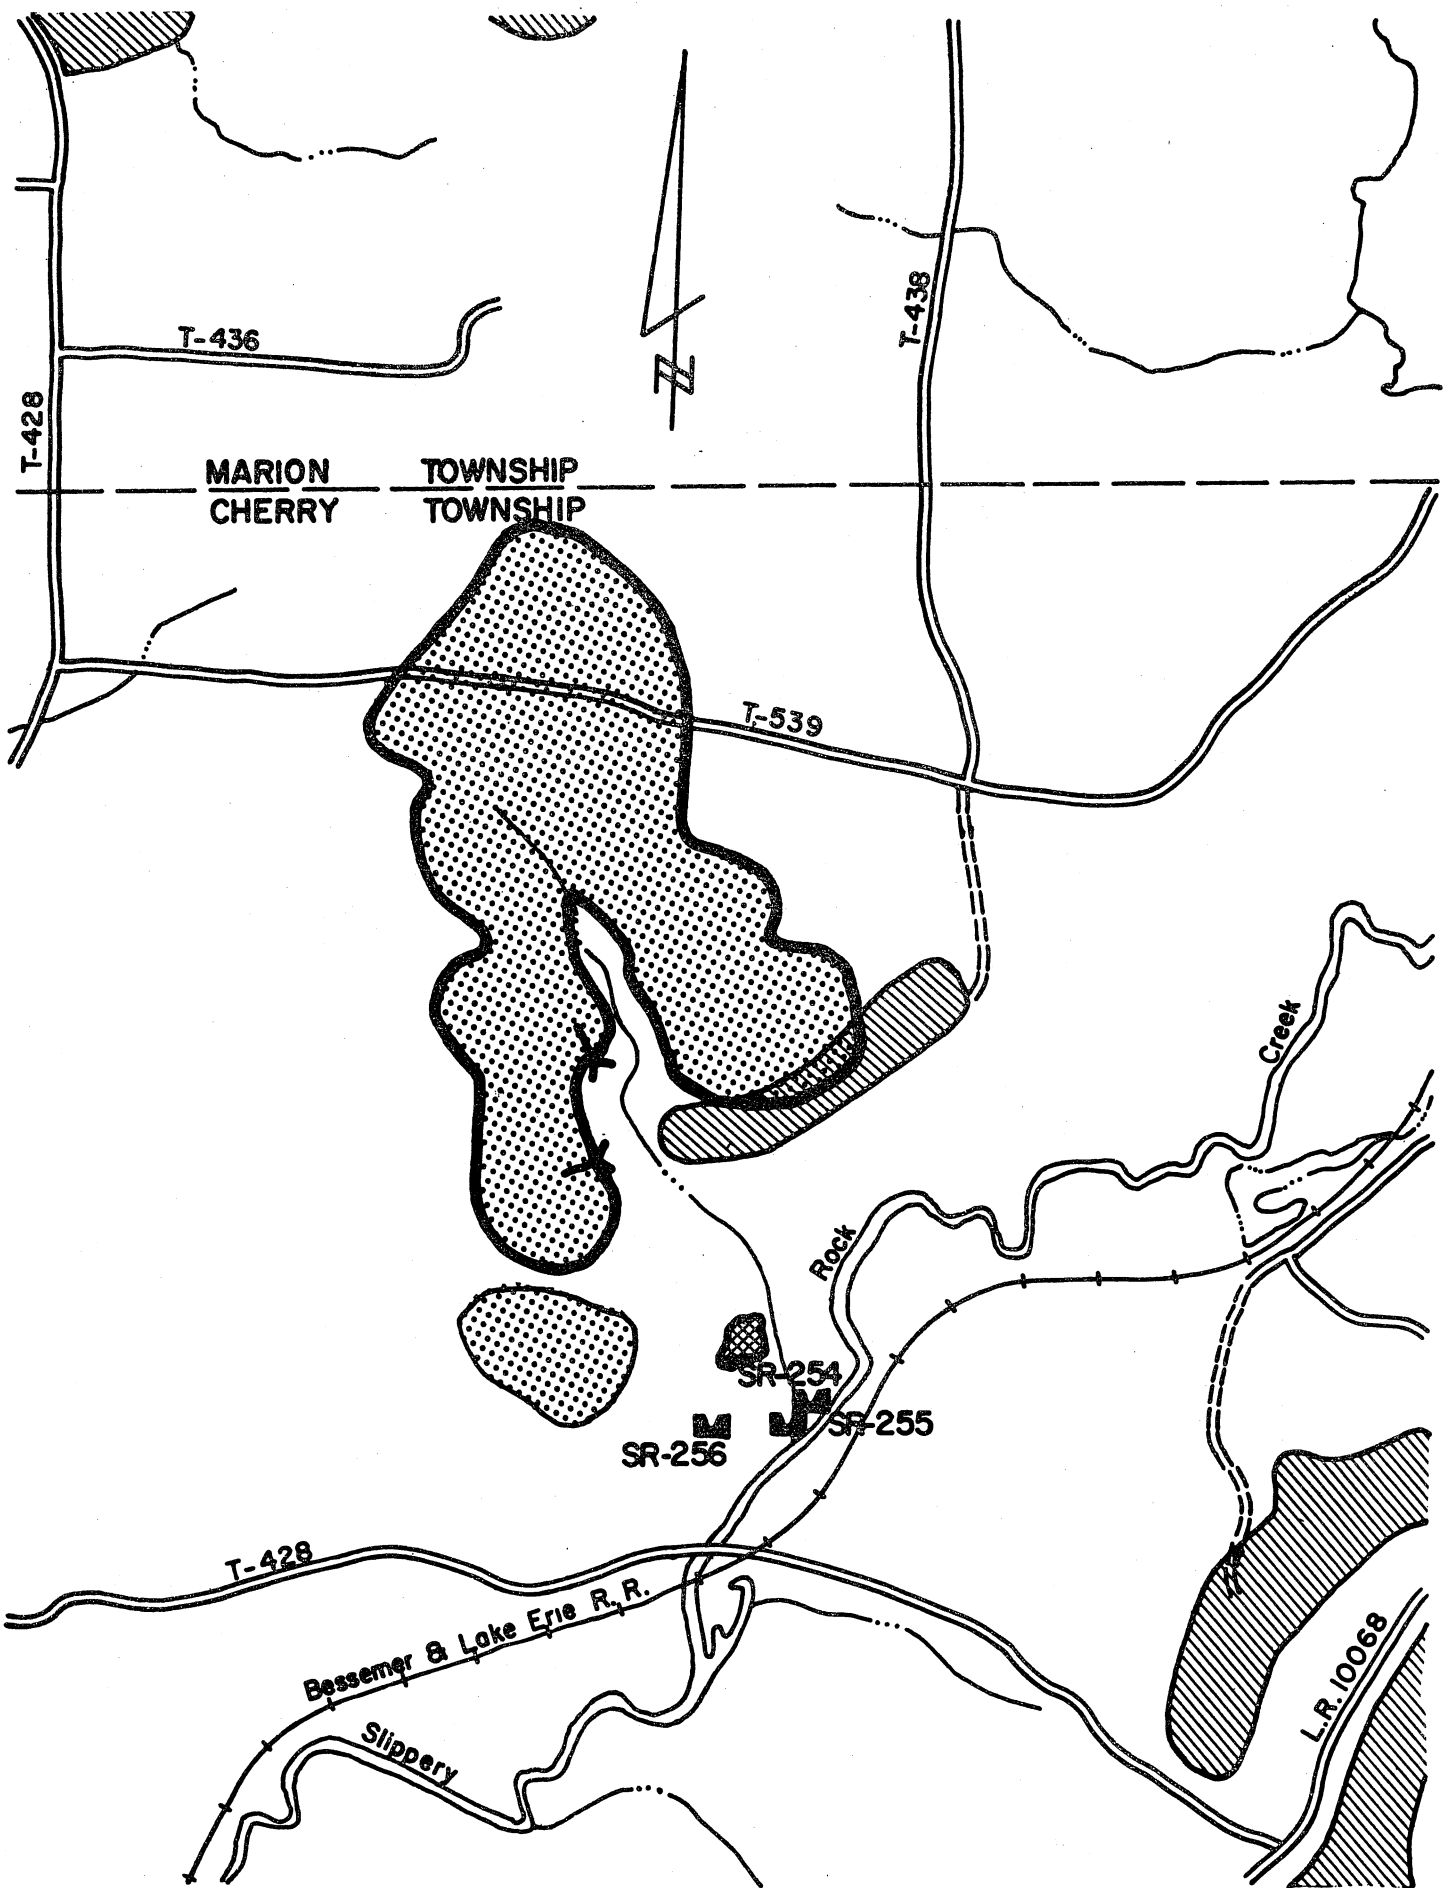 T-436
T-438
T-428
MARION TOWNSHIP
CHERRY TOWNSHIP
N
T-539
Creek
Rock
SR-254
SR-255
SR-256
T-428
Bessemer & Lake Erie R. R.
Slippery
L.R. 10068